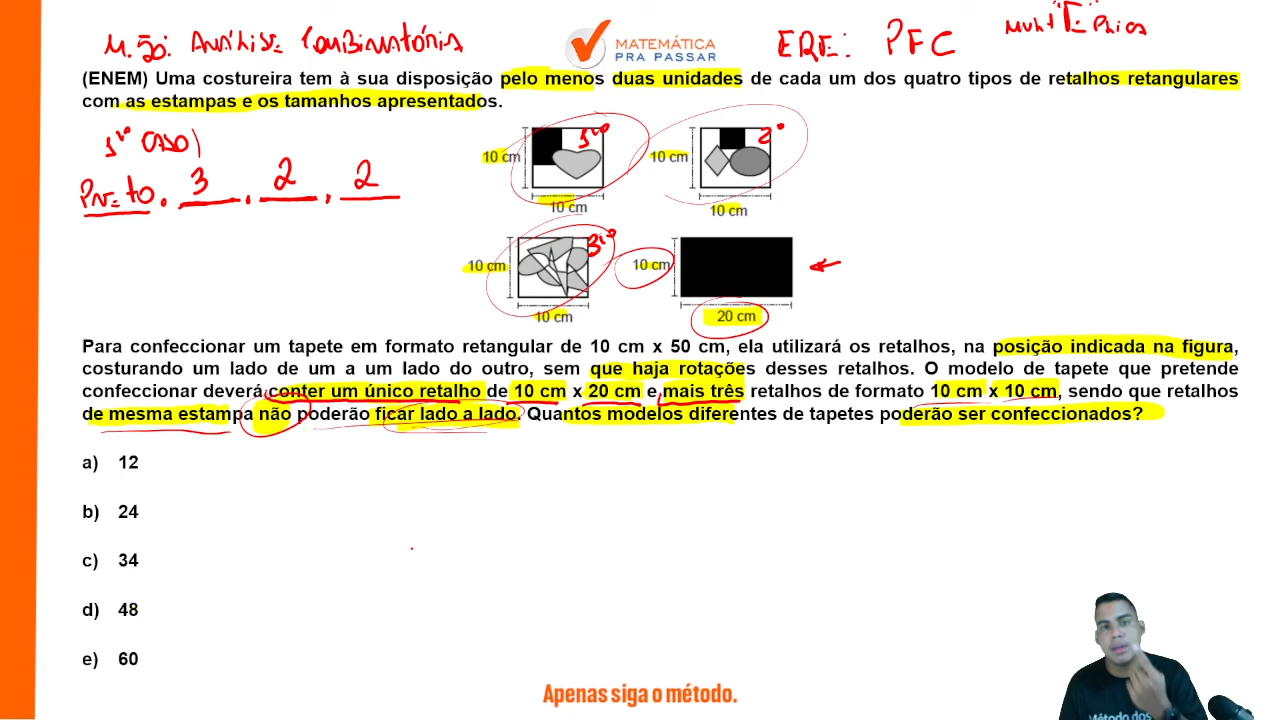 M.50: Análise Combinatória
MATEMÁTICA
PRA PASSAR
ERE: PFC
(ENEM) Uma costureira tem à sua disposição pelo menos duas unidades de cada um dos quatro tipos de retalhos retangulares
com as estampas e os tamanhos apresentados.
1º CASO)
Preto . 3 . 2 . 2
10 cm 1º 10 cm 2º
10 cm 10 cm
10 cm 3º 10 cm
10 cm 20 cm
Para confeccionar um tapete em formato retangular de 10 cm x 50 cm, ela utilizará os retalhos, na posição indicada na figura,
costurando um lado de um a um lado do outro, sem que haja rotações desses retalhos. O modelo de tapete que pretende
confeccionar deverá conter um único retalho de 10 cm x 20 cm e mais três retalhos de formato 10 cm x 10 cm, sendo que retalhos
de mesma estampa não poderão ficar lado a lado. Quantos modelos diferentes de tapetes poderão ser confeccionados?
a) 12
b) 24
c) 34
d) 48
e) 60
Método dos
Apenas siga o método.